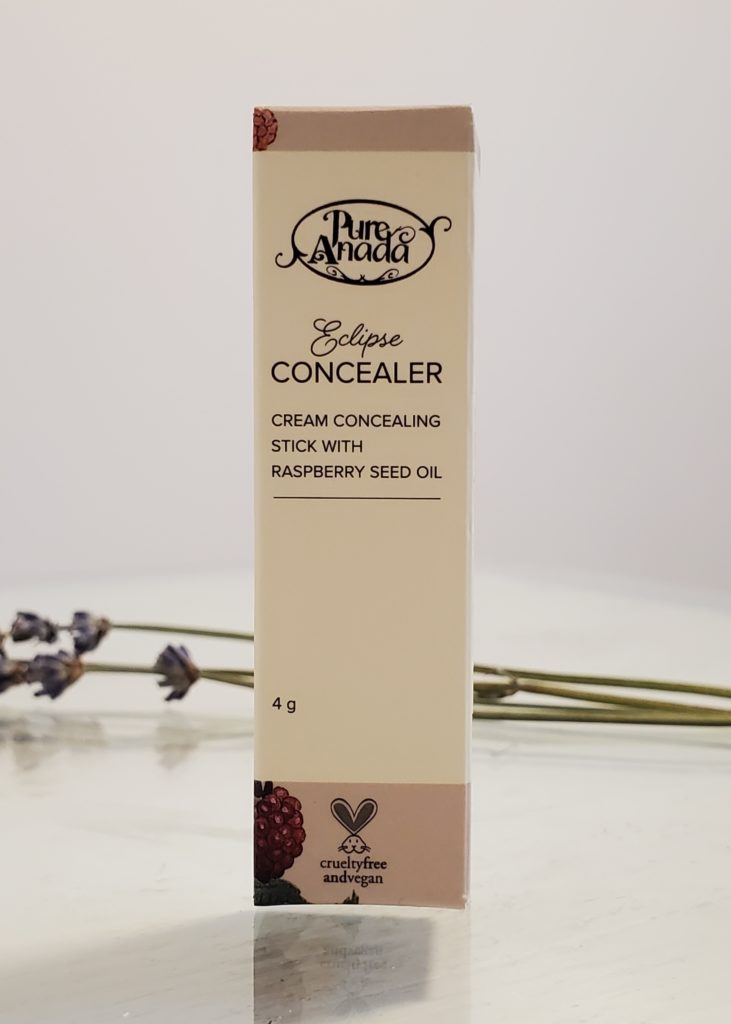 Pure
Anada
Eclipse
CONCEALER
CREAM CONCEALING
STICK WITH
RASPBERRY SEED OIL
4 g
crueltyfree
andvegan